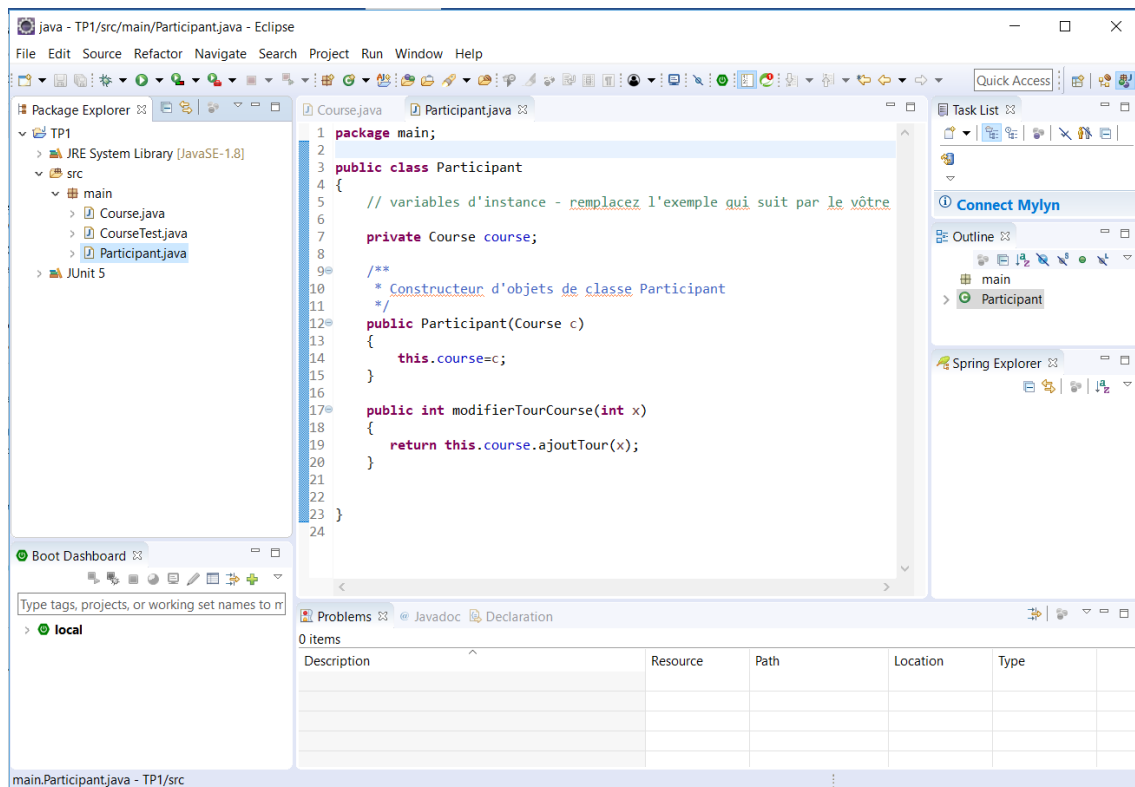 java - TP1/src/main/Participant.java - Eclipse
File Edit Source Refactor Navigate Search Project Run Window Help
Quick Access
Package Explorer
TP1
JRE System Library [JavaSE-1.8]
src
main
Course.java
CourseTest.java
Participant.java
JUnit 5
Course.java Participant.java
1 package main;
2
3 public class Participant
4 {
5 // variables d'instance - remplacez l'exemple qui suit par le vôtre
6
7 private Course course;
8
9 /**
10 * Constructeur d'objets de classe Participant
11 */
12 public Participant(Course c)
13 {
14 this.course=c;
15 }
16
17 public int modifierTourCourse(int x)
18 {
19 return this.course.ajoutTour(x);
20 }
21
22
23 }
24
Task List
Connect Mylyn
Outline
main
Participant
Spring Explorer
Boot Dashboard
Type tags, projects, or working set names to m
local
Problems Javadoc Declaration
0 items
Description Resource Path Location Type
main.Participant.java - TP1/src